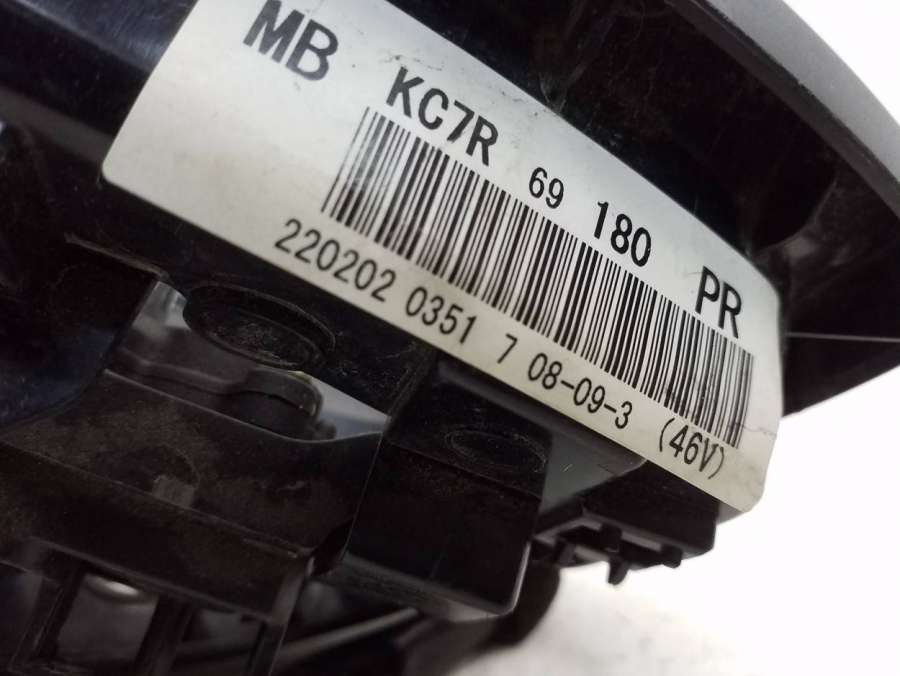 MB KC7R 69 180 PR
220202 0351 7 08-09-3 (46V)